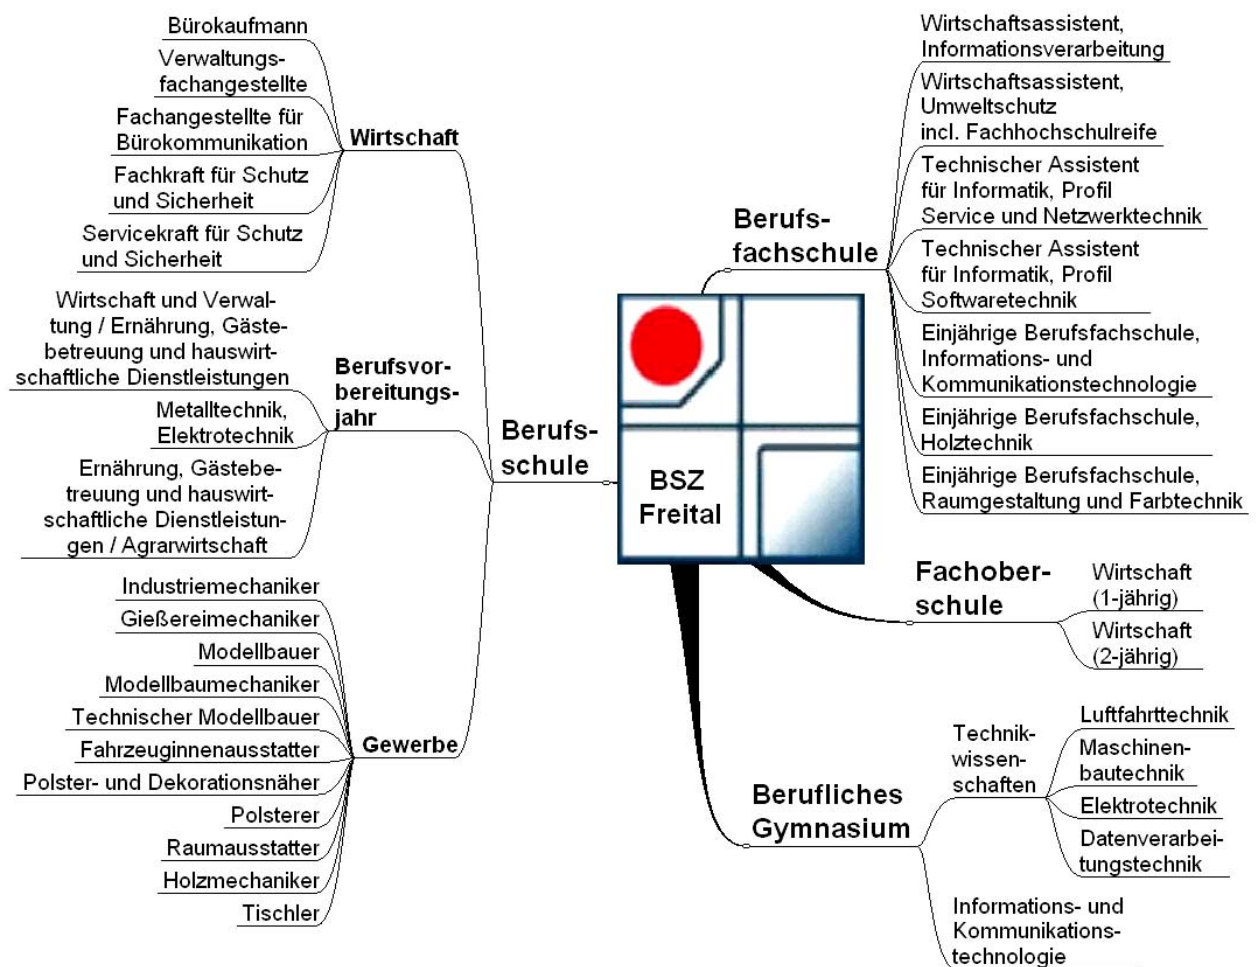 Bürokaufmann
Verwaltungs-
fachangestellte
Fachangestellte für
Bürokommunikation
Fachkraft für Schutz
und Sicherheit
Servicekraft für Schutz
und Sicherheit
Wirtschaft
Wirtschaft und Verwal-
tung / Ernährung, Gäste-
betreuung und hauswirt-
schaftliche Dienstleistungen
Metalltechnik,
Elektrotechnik
Ernährung, Gästebe-
treuung und hauswirt-
schaftliche Dienstleistun-
gen / Agrarwirtschaft
Berufsvor-
bereitungs-
jahr
Industriemechaniker
Gießereimechaniker
Modellbauer
Modellbaumechaniker
Technischer Modellbauer
Fahrzeuginnenausstatter
Polster- und Dekorationsnäher
Polsterer
Raumausstatter
Holzmechaniker
Tischler
Gewerbe
Berufs-
schule
BSZ
Freital
Berufs-
fachschule
Wirtschaftsassistent,
Informationsverarbeitung
Wirtschaftsassistent,
Umweltschutz
incl. Fachhochschulreife
Technischer Assistent
für Informatik, Profil
Service und Netzwerktechnik
Technischer Assistent
für Informatik, Profil
Softwaretechnik
Einjährige Berufsfachschule,
Informations- und
Kommunikationstechnologie
Einjährige Berufsfachschule,
Holztechnik
Einjährige Berufsfachschule,
Raumgestaltung und Farbtechnik
Fachober-
schule
Wirtschaft
(1-jährig)
Wirtschaft
(2-jährig)
Berufliches
Gymnasium
Technik-
wissen-
schaften
Luftfahrttechnik
Maschinen-
bautechnik
Elektrotechnik
Datenverarbei-
tungstechnik
Informations- und
Kommunikations-
technologie